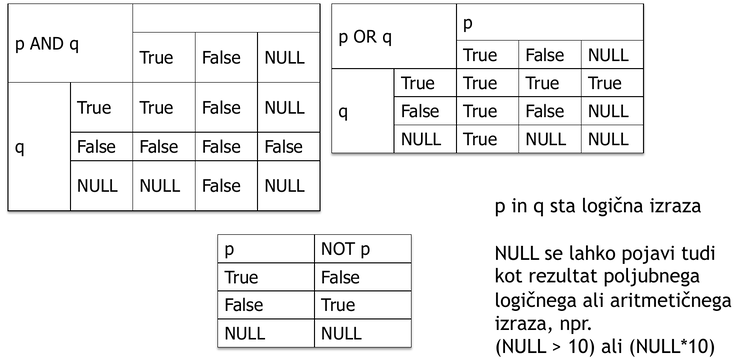 p AND q
True False NULL
q True True False NULL
False False False False
NULL NULL False NULL
p OR q p
True False NULL
q True True True True
False True False NULL
NULL True NULL NULL
p NOT p
True False
False True
NULL NULL
p in q sta logična izraza
NULL se lahko pojavi tudi
kot rezultat poljubnega
logičnega ali aritmetičnega
izraza, npr.
(NULL > 10) ali (NULL*10)